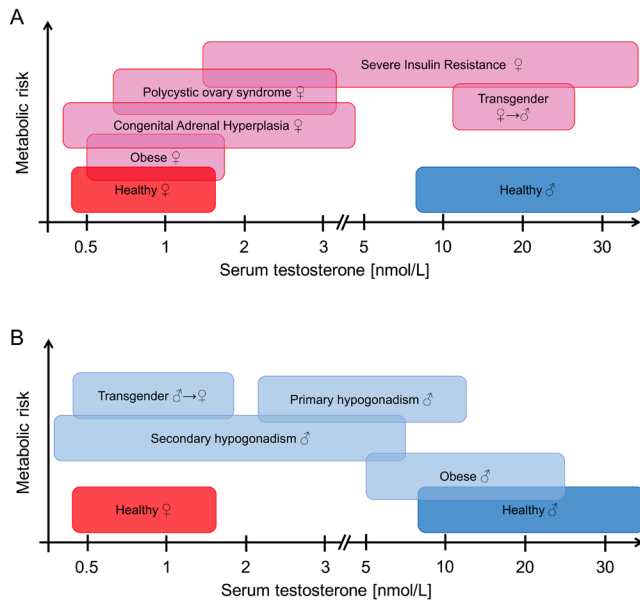 A
Metabolic risk
Severe Insulin Resistance ♀
Polycystic ovary syndrome ♀
Transgender
♀→♂
Congenital Adrenal Hyperplasia ♀
Obese ♀
Healthy ♀
Healthy ♂
0.5 1 2 3 5 10 20 30
Serum testosterone [nmol/L]
B
Metabolic risk
Transgender ♂→♀
Primary hypogonadism ♂
Secondary hypogonadism ♂
Obese ♂
Healthy ♀
Healthy ♂
0.5 1 2 3 5 10 20 30
Serum testosterone [nmol/L]